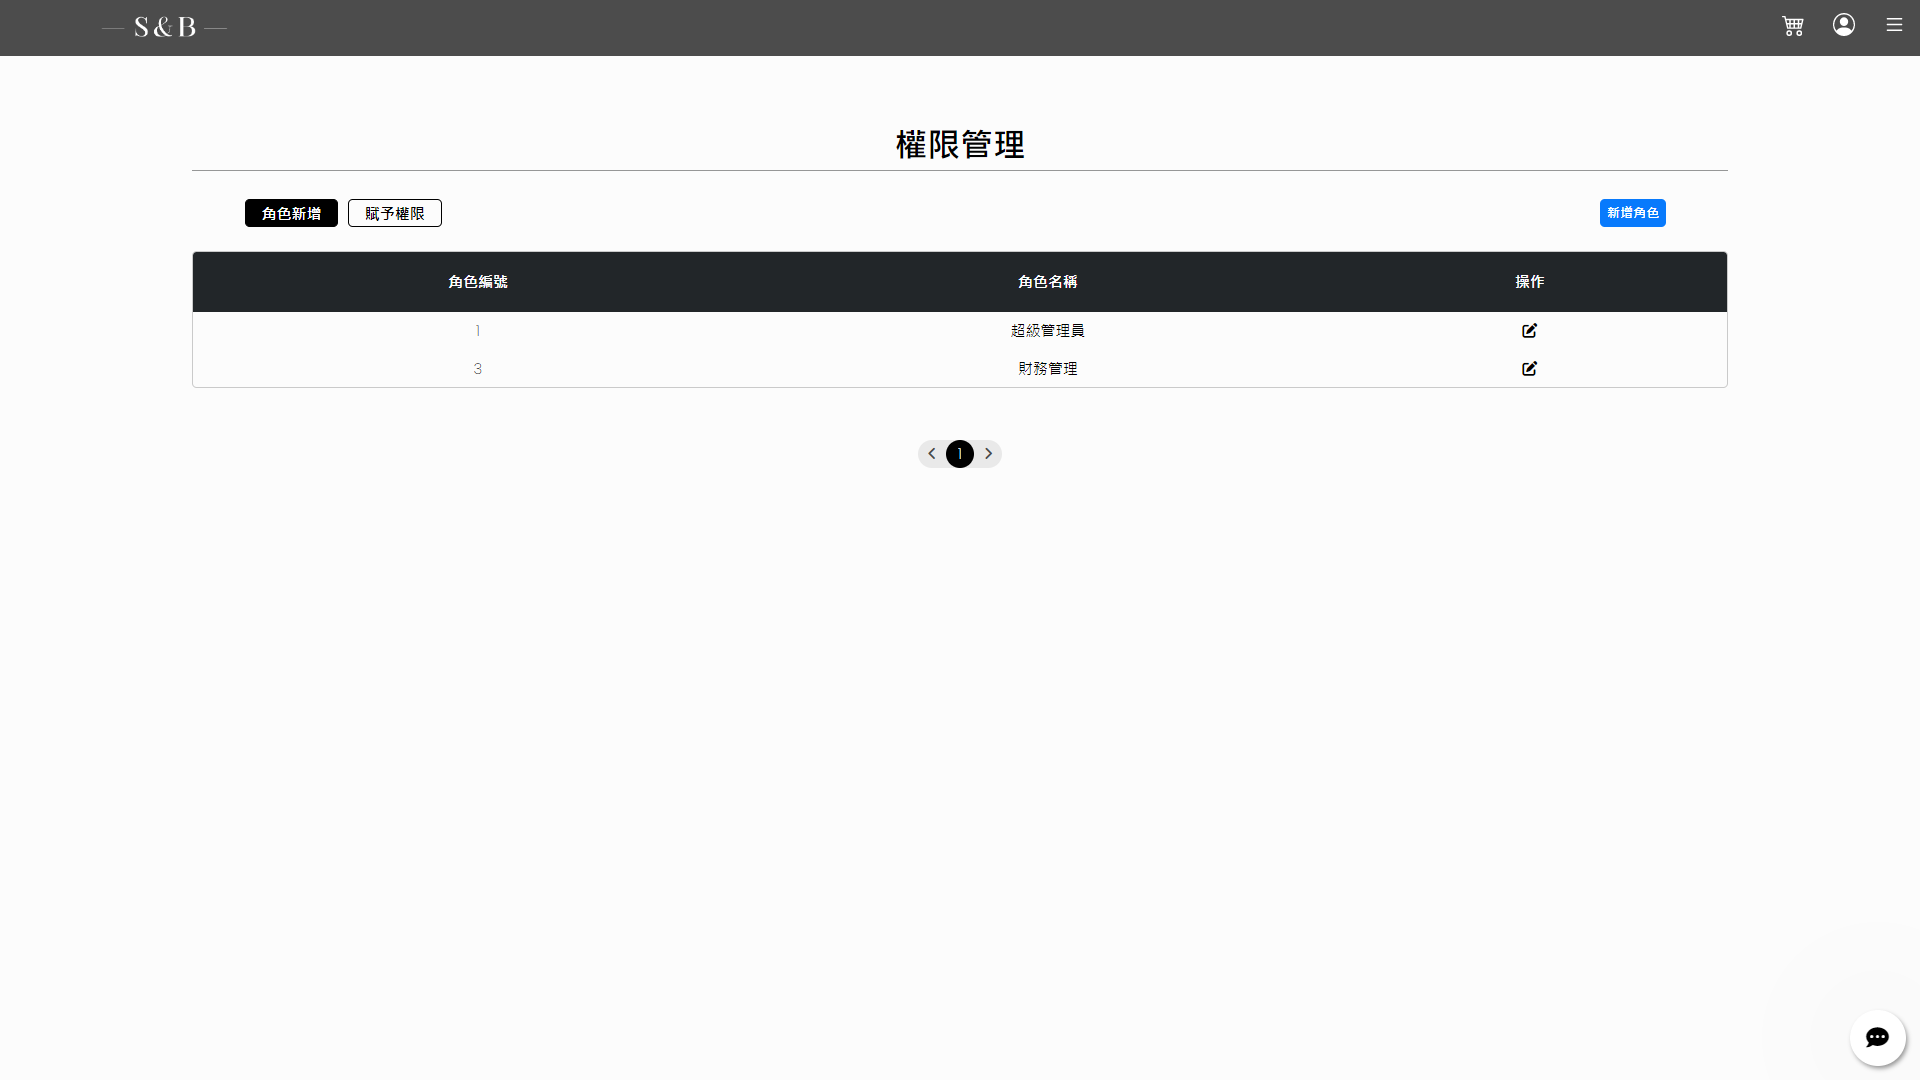 S & B
權限管理
角色新增 賦予權限 新增角色
角色編號 角色名稱 操作
1 超級管理員
3 財務管理
1